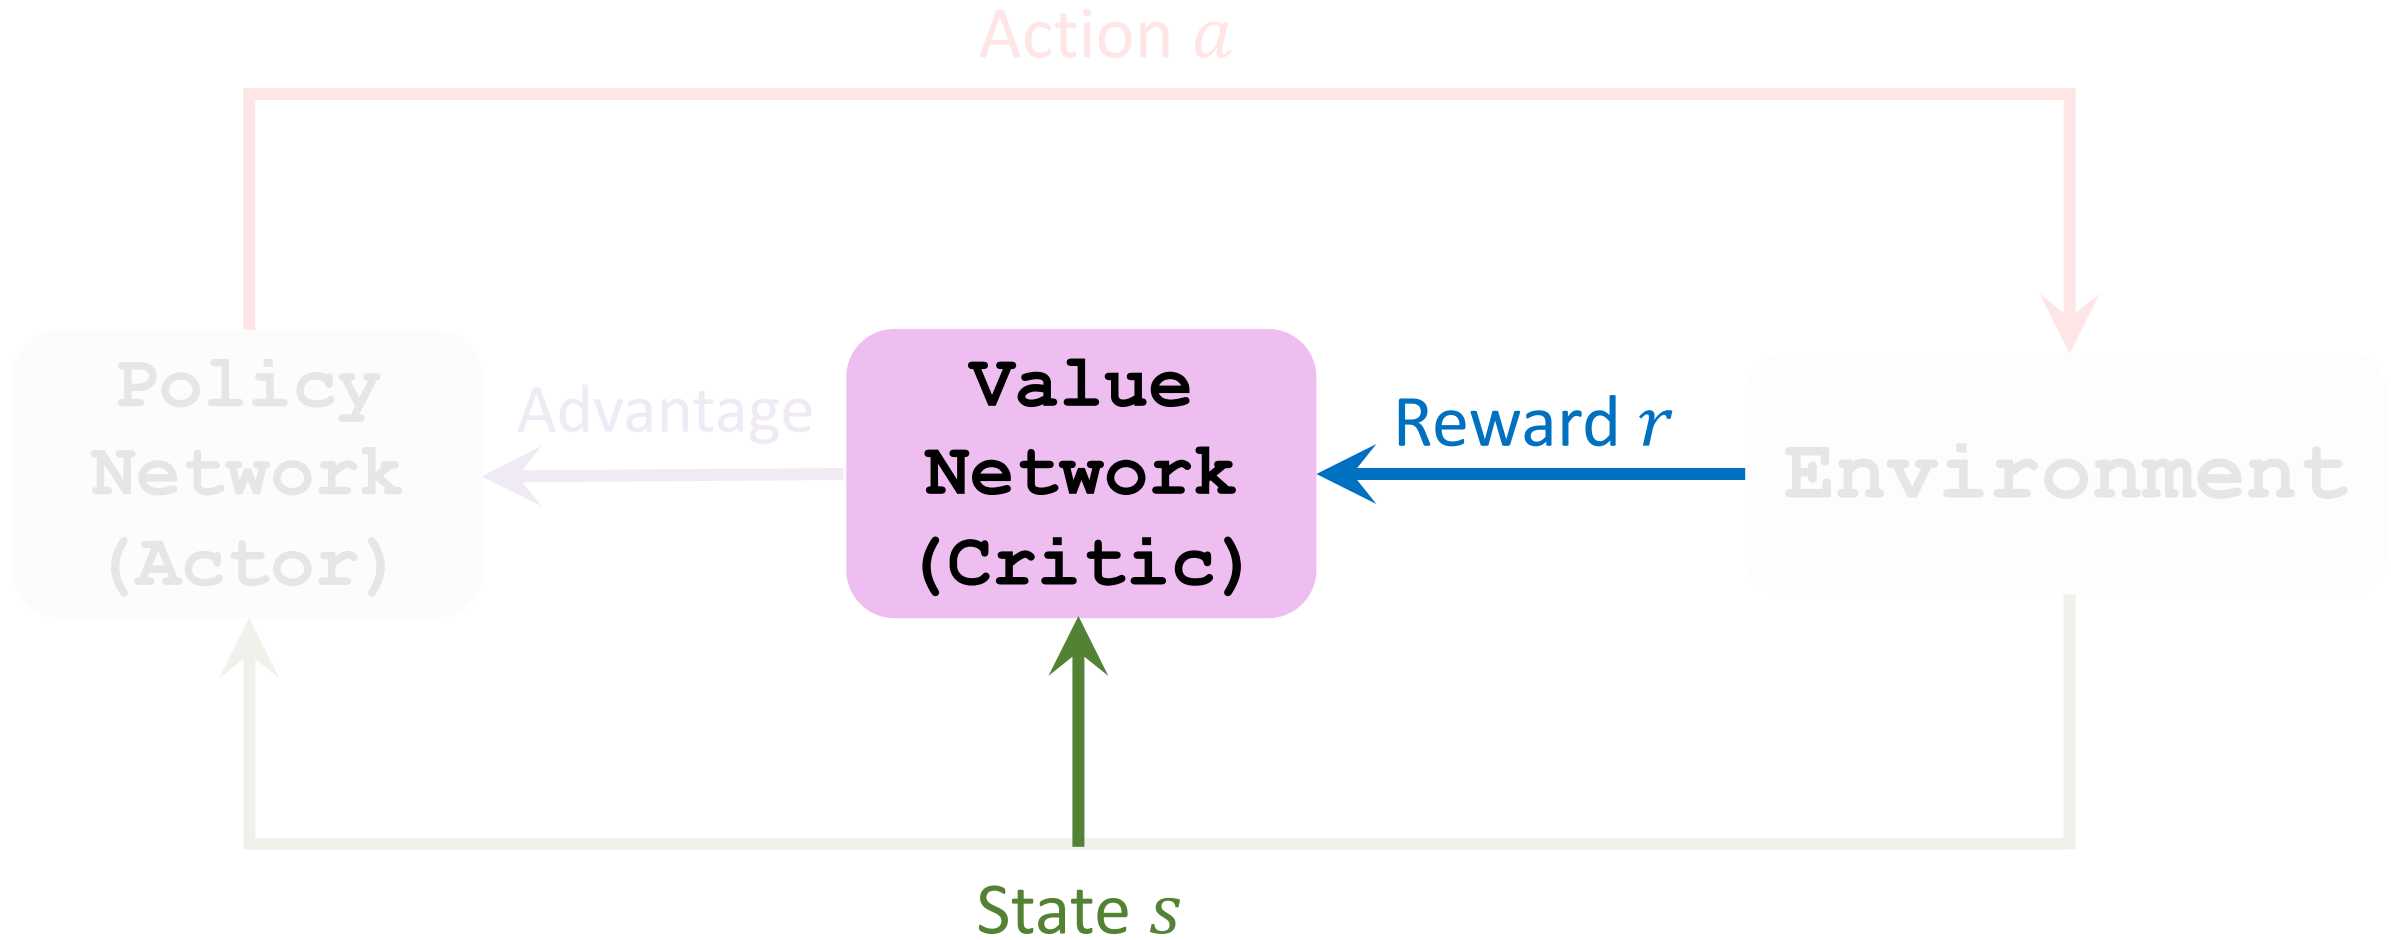 Action a
Policy
Network
(Actor)
Advantage
Value
Network
(Critic)
Reward r
Environment
State s